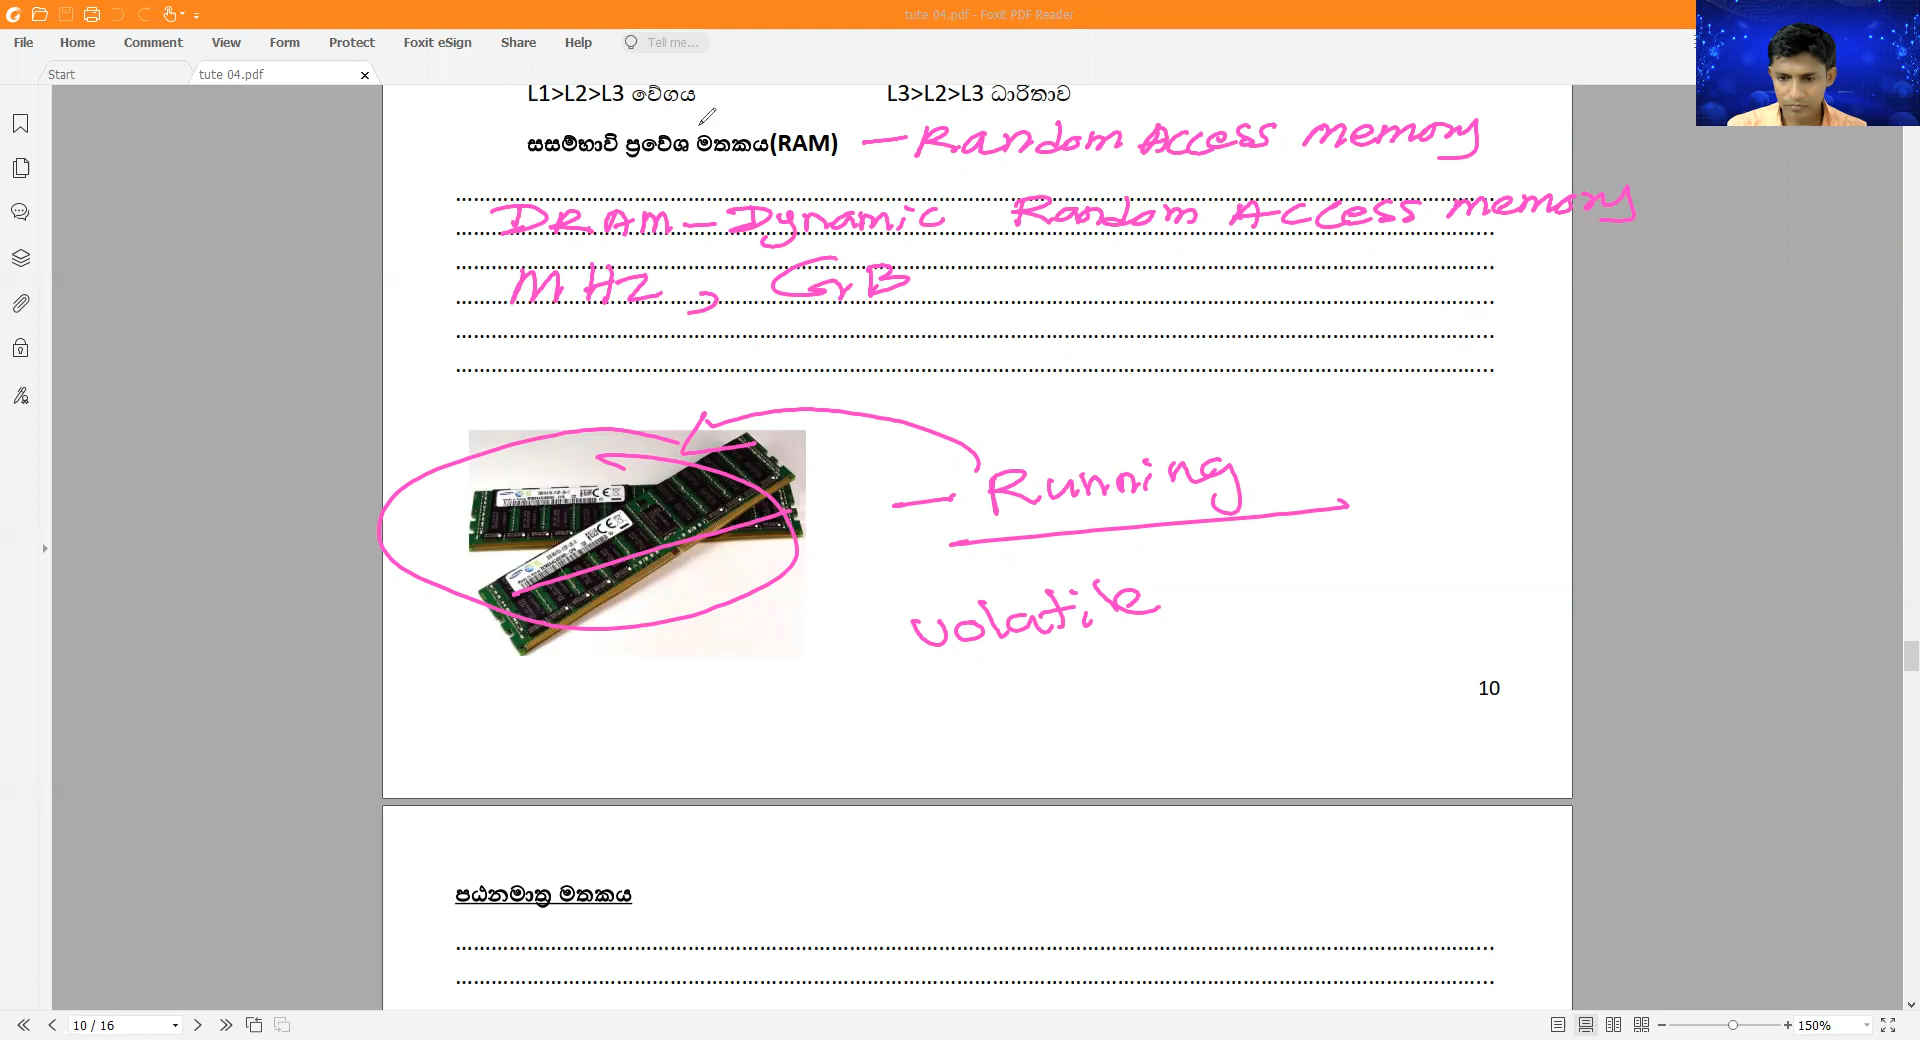 tute 04.pdf - Foxit PDF Reader
File Home Comment View Form Protect Foxit eSign Share Help Tell me...
Start tute 04.pdf
L1>L2>L3 වේගය L3>L2>L3 ධාරිතාව
සසම්භාවි ප්‍රවේශ මතකය(RAM) — Random Access memory
DRAM - Dynamic Random Access memory
MHZ, GB
- Running
volatile
10
පඨනමාත්‍ර මතකය
10 / 16 150%